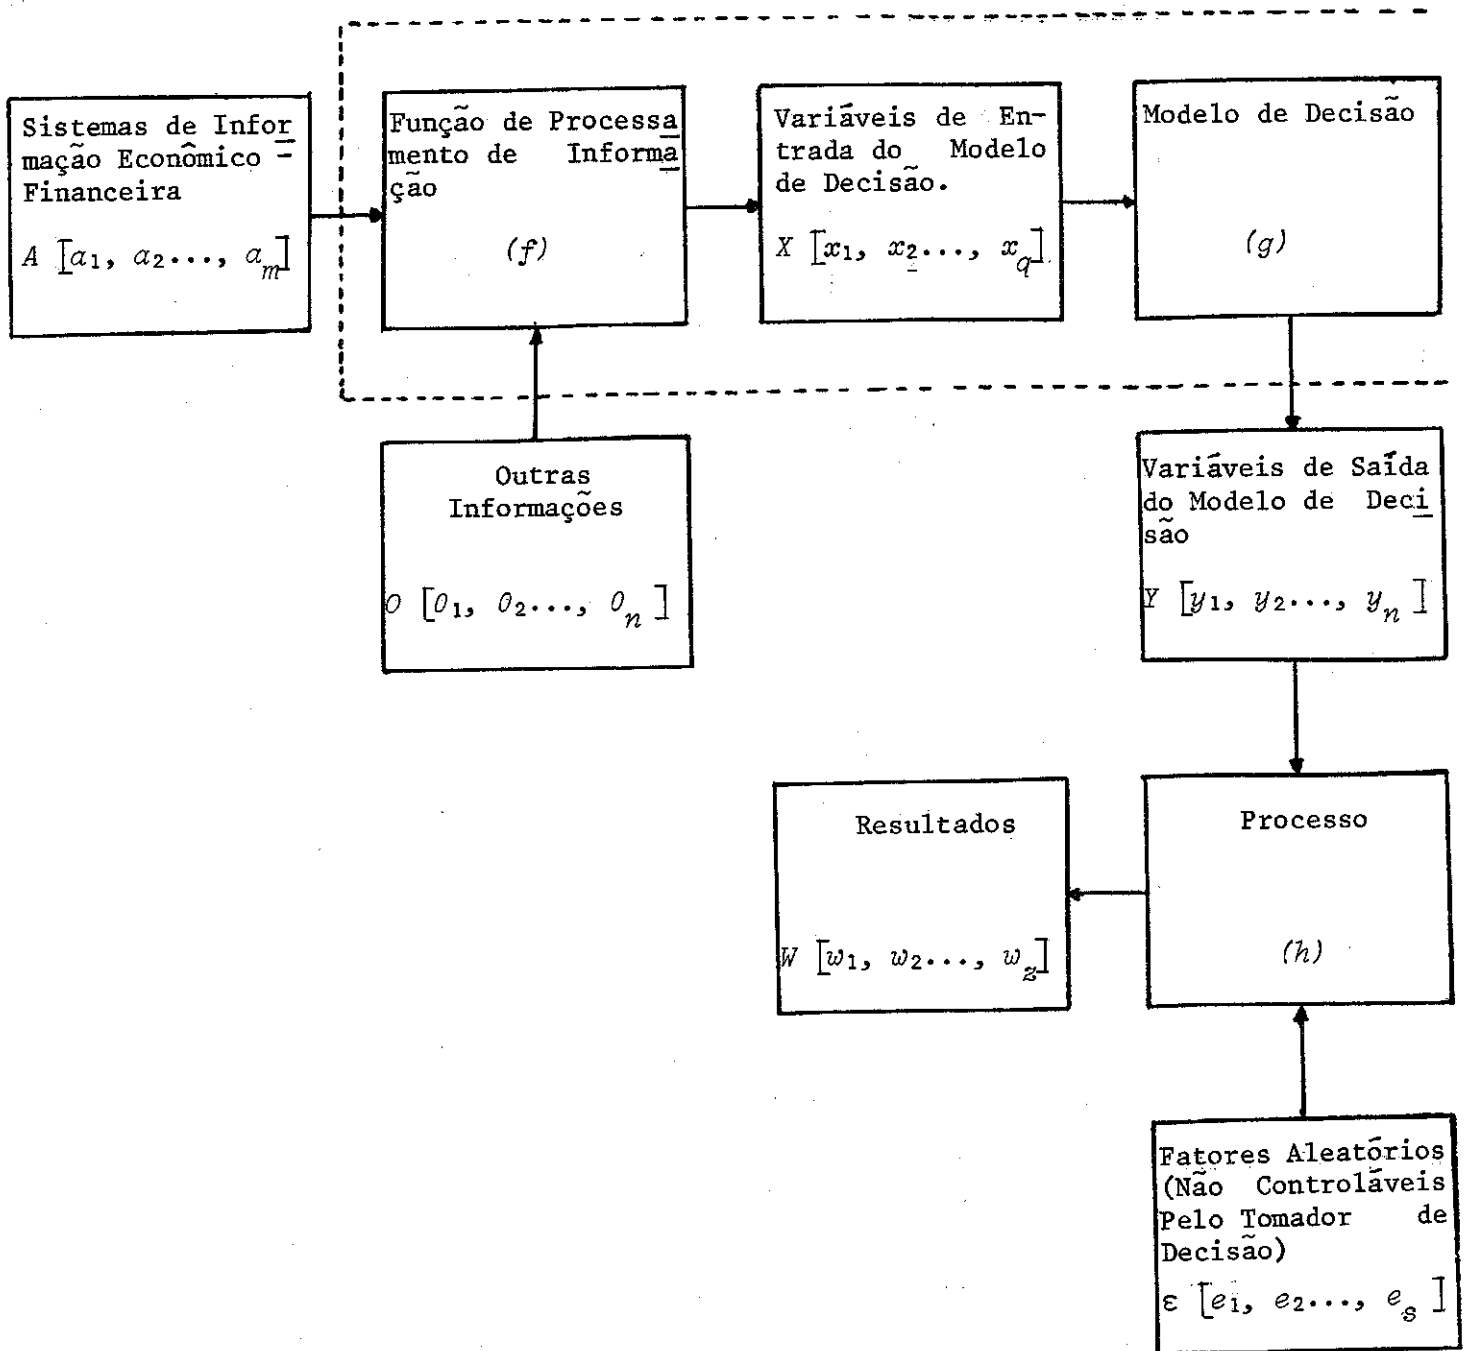 Sistemas de Infor
mação Econômico -
Financeira
A [a1, a2..., am]
Função de Processa
mento de Informa
ção
(f)
Variáveis de En-
trada do Modelo
de Decisão.
X [x1, x2..., xq]
Modelo de Decisão
(g)
Outras
Informações
O [O1, O2..., On]
Variáveis de Saída
do Modelo de Deci
são
Y [y1, y2..., yn]
Resultados
W [w1, w2..., wz]
Processo
(h)
Fatores Aleatórios
(Não Controláveis
Pelo Tomador de
Decisão)
ε [e1, e2..., es]